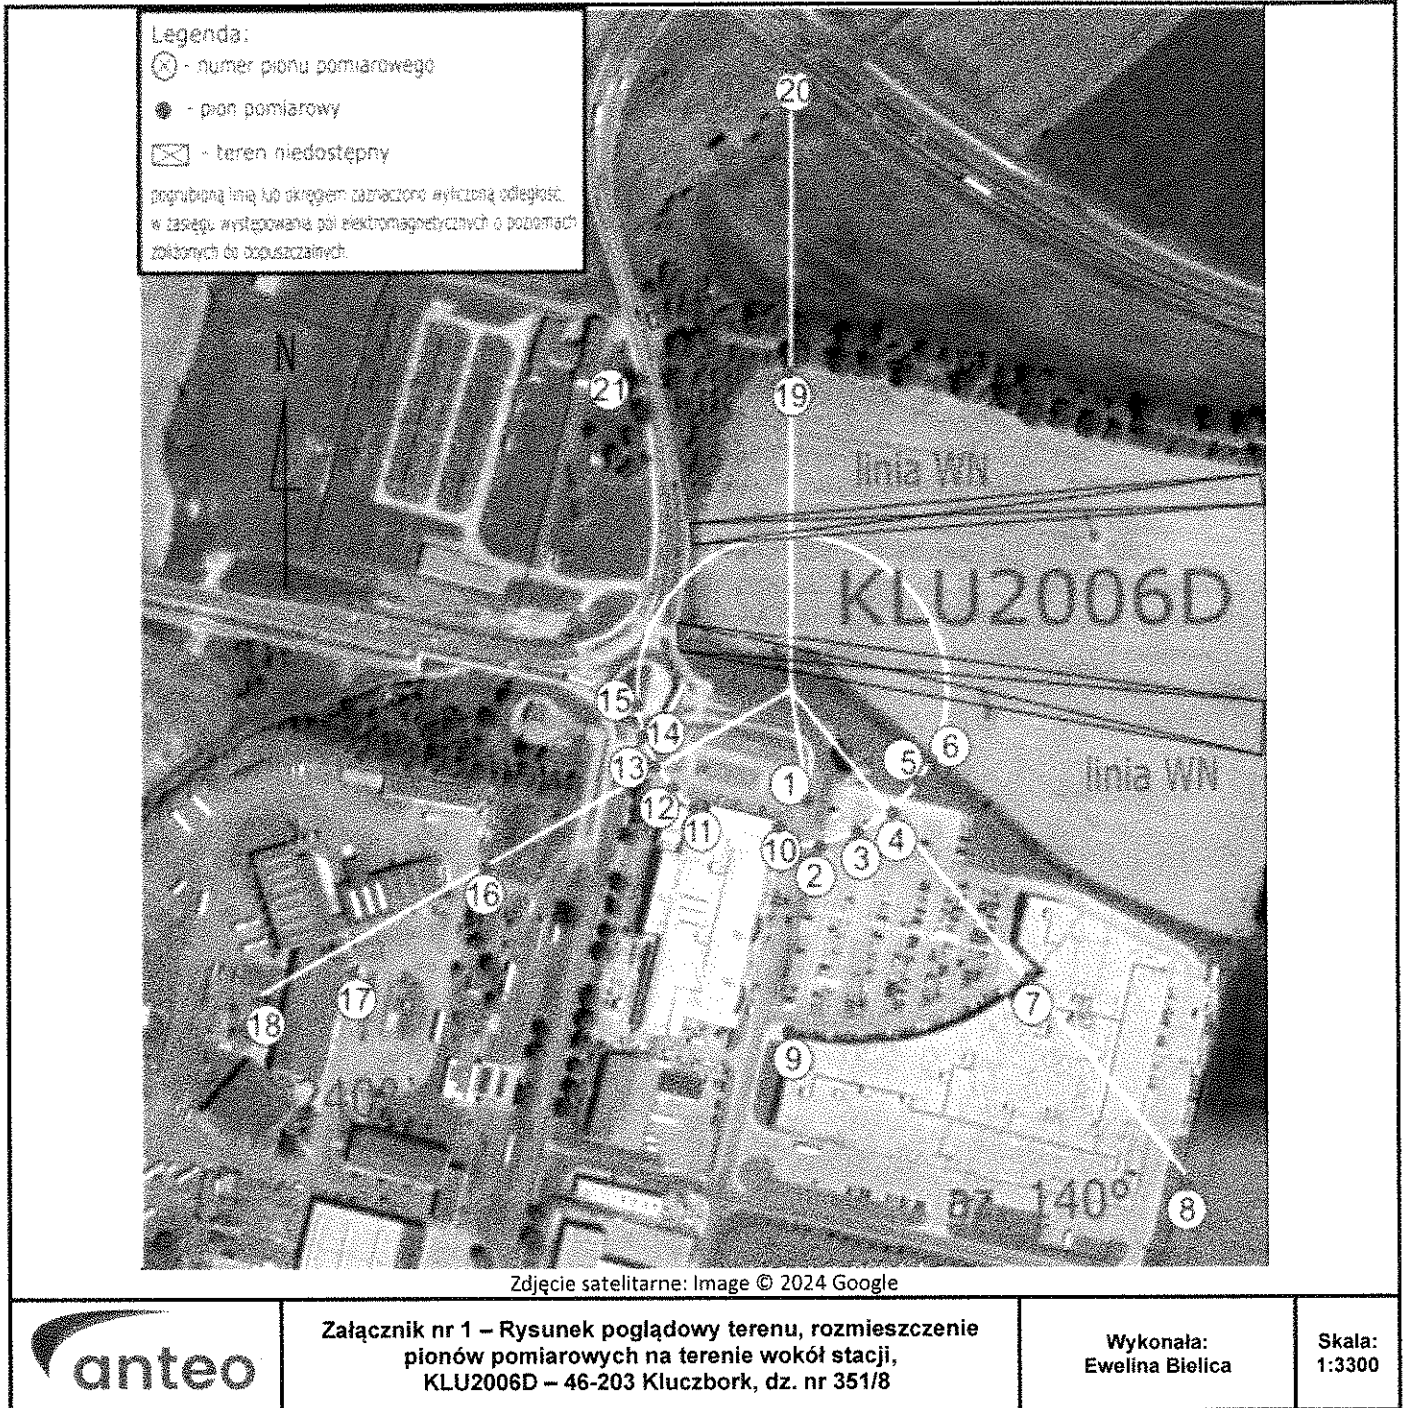 Legenda:
- numer pionu pomiarowego
- pion pomiarowy
- teren niedostępny
pogrubioną linią lub okręgiem zaznaczono wyliczoną odległość,
w zasięgu występowania pól elektromagnetycznych o poziomach
zbliżonych do dopuszczalnych.
20
N
21
19
linia WN
KLU2006D
15
14
13
1
5
6
linia WN
12
11
10
2
3
4
16
17
18
7
9
240°
az. 140°
8
Zdjęcie satelitarne: Image © 2024 Google
anteo
Załącznik nr 1 – Rysunek poglądowy terenu, rozmieszczenie
pionów pomiarowych na terenie wokół stacji,
KLU2006D – 46-203 Kluczbork, dz. nr 351/8
Wykonała:
Ewelina Bielica
Skala:
1:3300